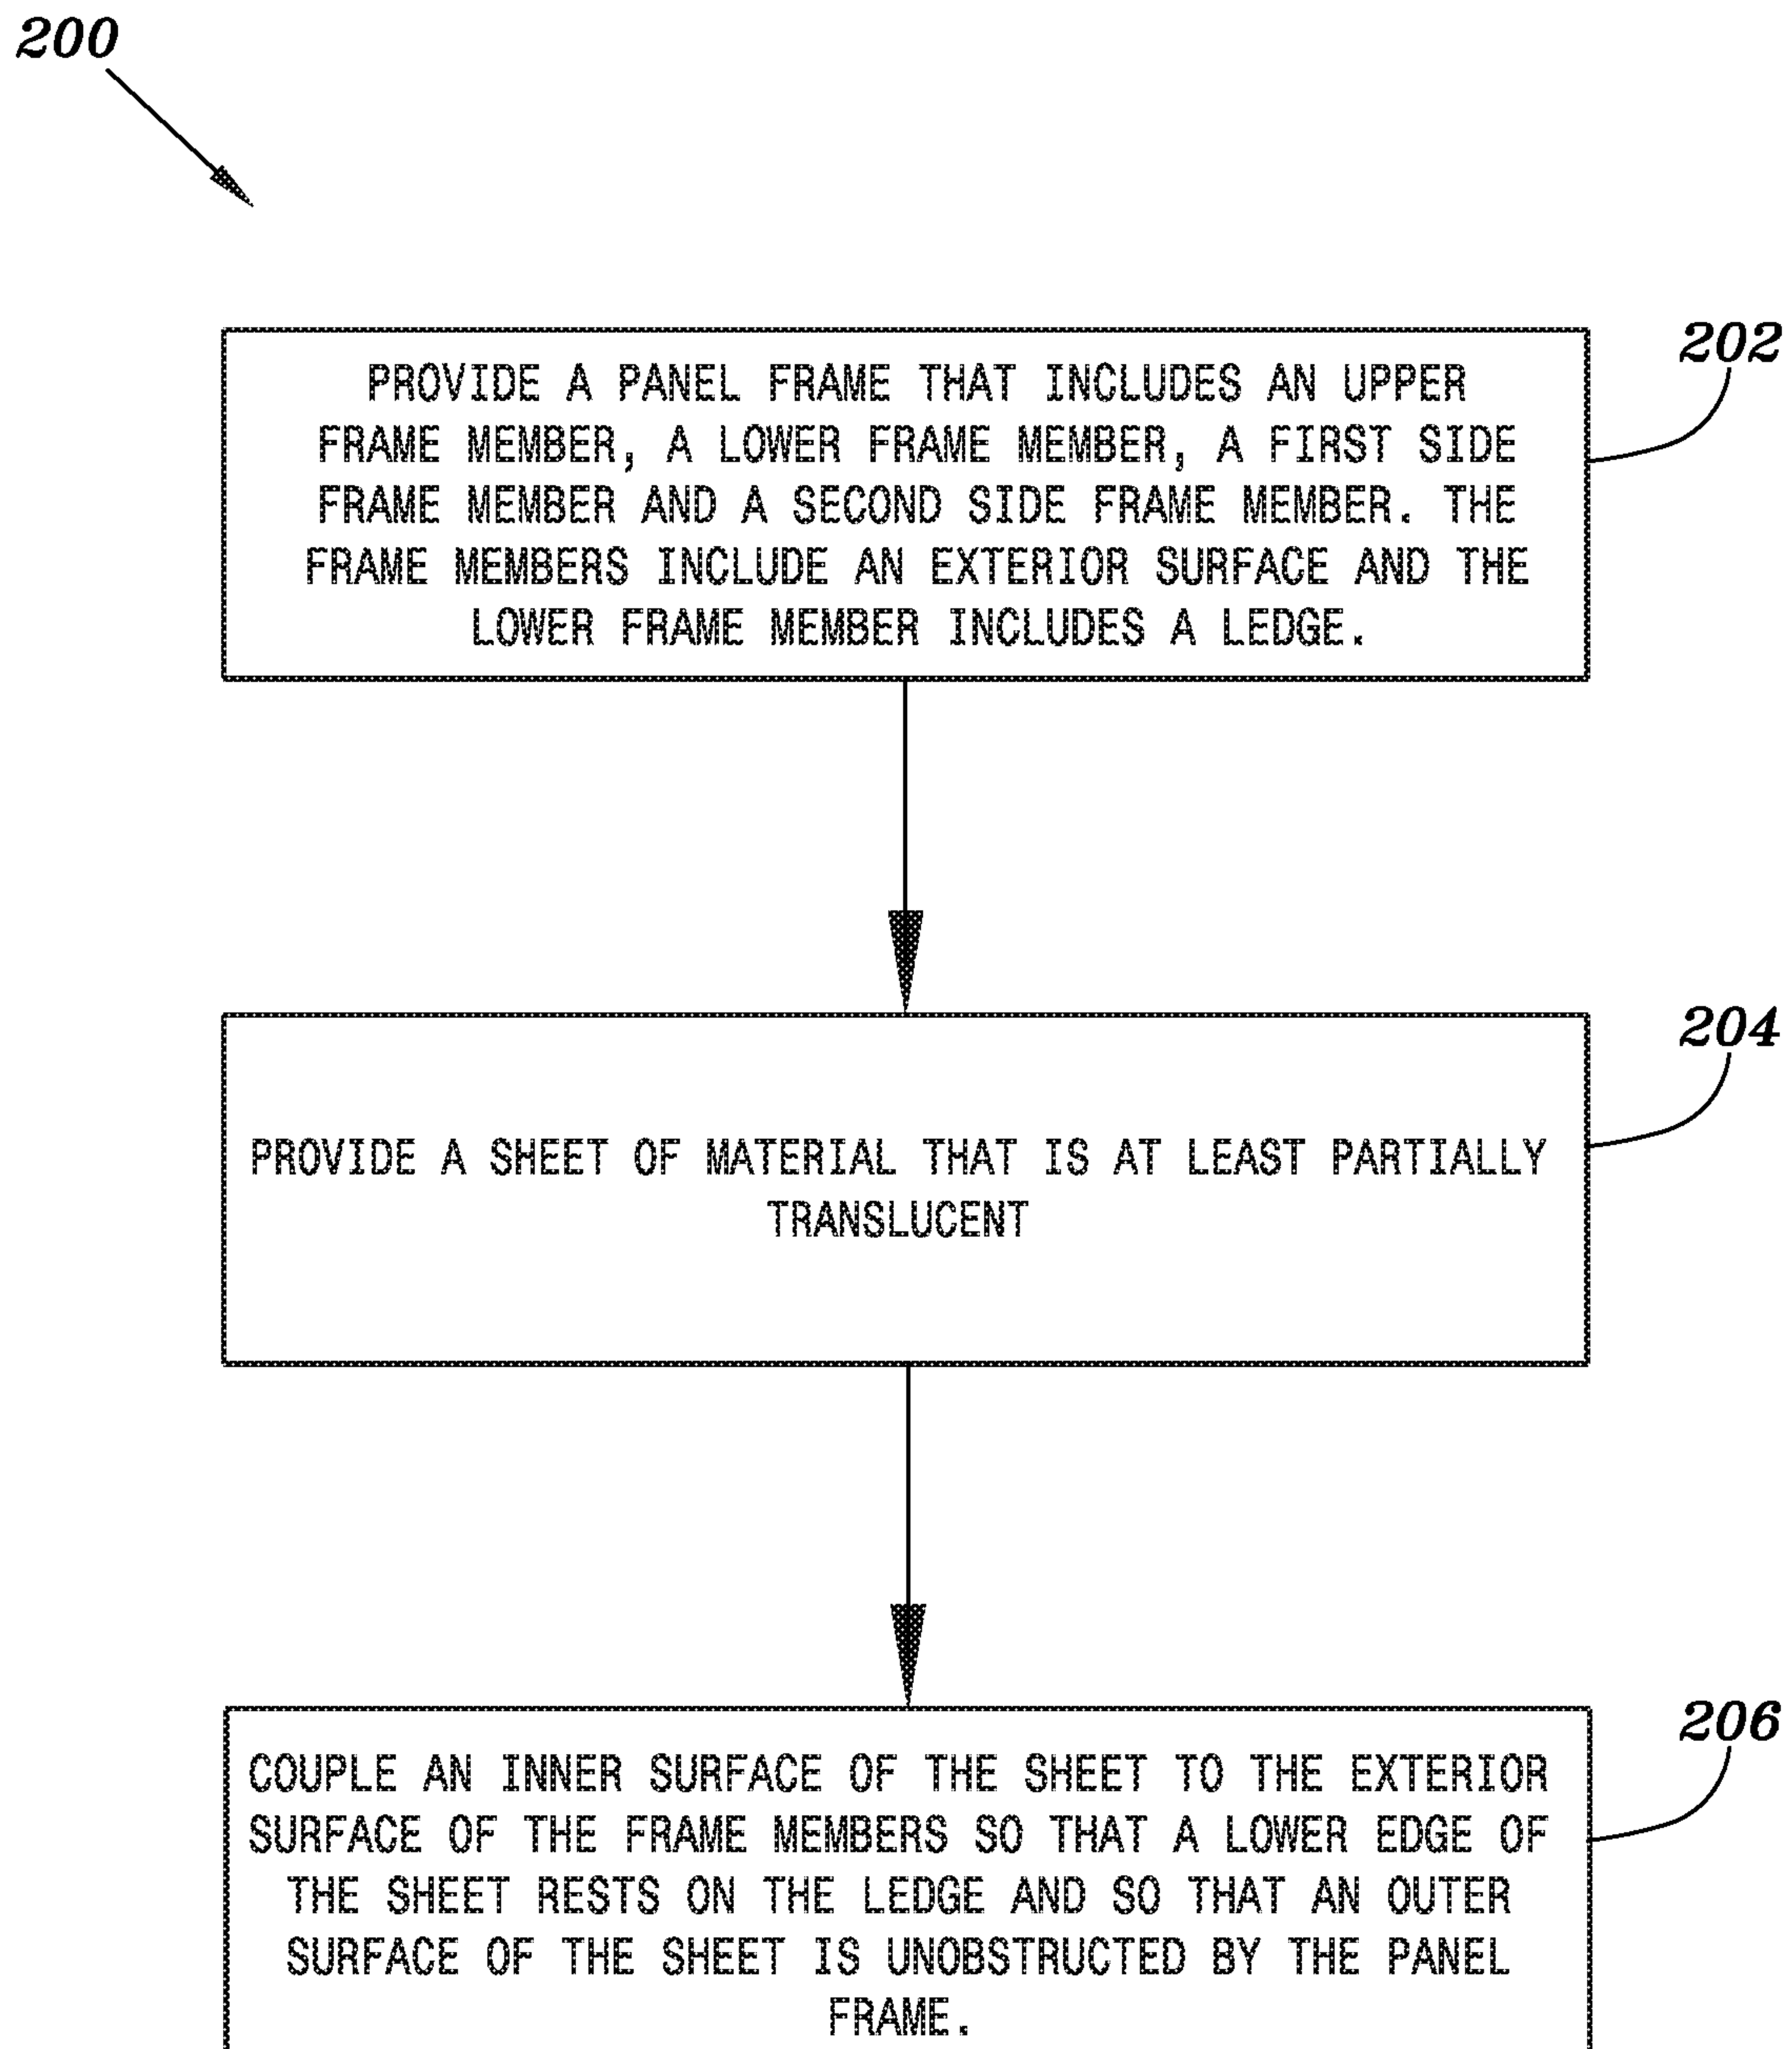 200
202
PROVIDE A PANEL FRAME THAT INCLUDES AN UPPER
FRAME MEMBER, A LOWER FRAME MEMBER, A FIRST SIDE
FRAME MEMBER AND A SECOND SIDE FRAME MEMBER. THE
FRAME MEMBERS INCLUDE AN EXTERIOR SURFACE AND THE
LOWER FRAME MEMBER INCLUDES A LEDGE.
204
PROVIDE A SHEET OF MATERIAL THAT IS AT LEAST PARTIALLY
TRANSLUCENT
206
COUPLE AN INNER SURFACE OF THE SHEET TO THE EXTERIOR
SURFACE OF THE FRAME MEMBERS SO THAT A LOWER EDGE OF
THE SHEET RESTS ON THE LEDGE AND SO THAT AN OUTER
SURFACE OF THE SHEET IS UNOBSTRUCTED BY THE PANEL
FRAME.